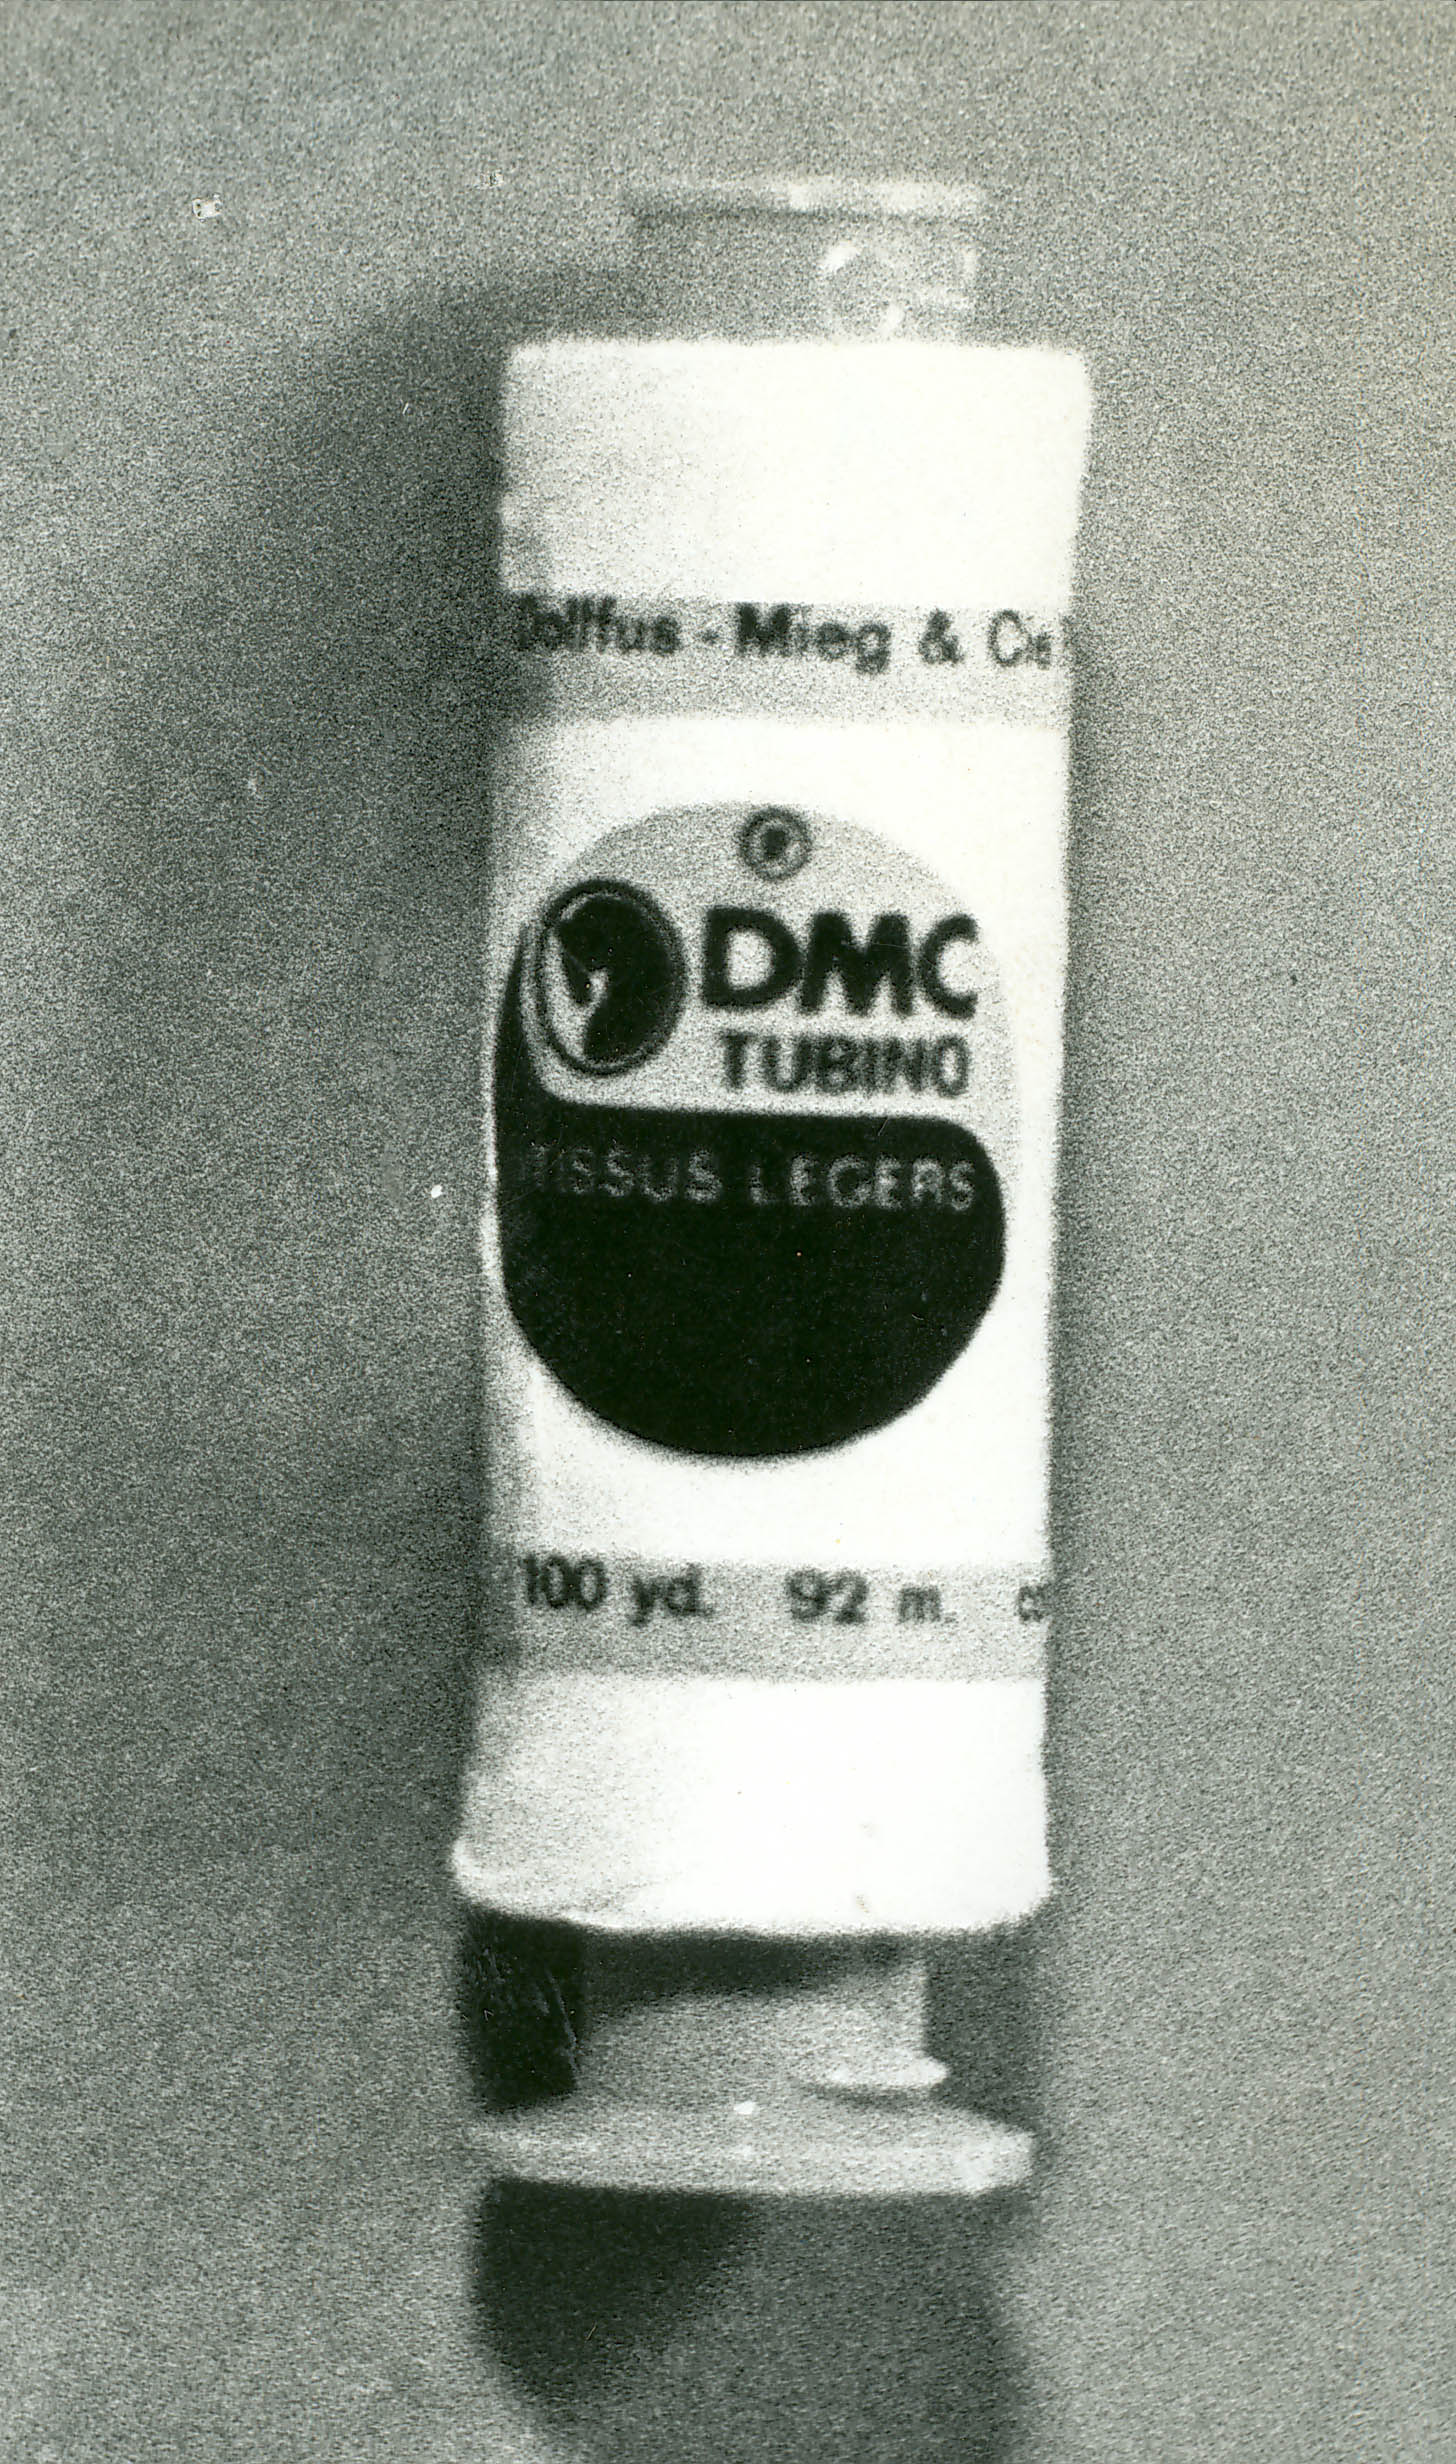 Dollfus - Mieg & Cie
®
DMC
TUBINO
TISSUS LEGERS
100 yd. 92 m.